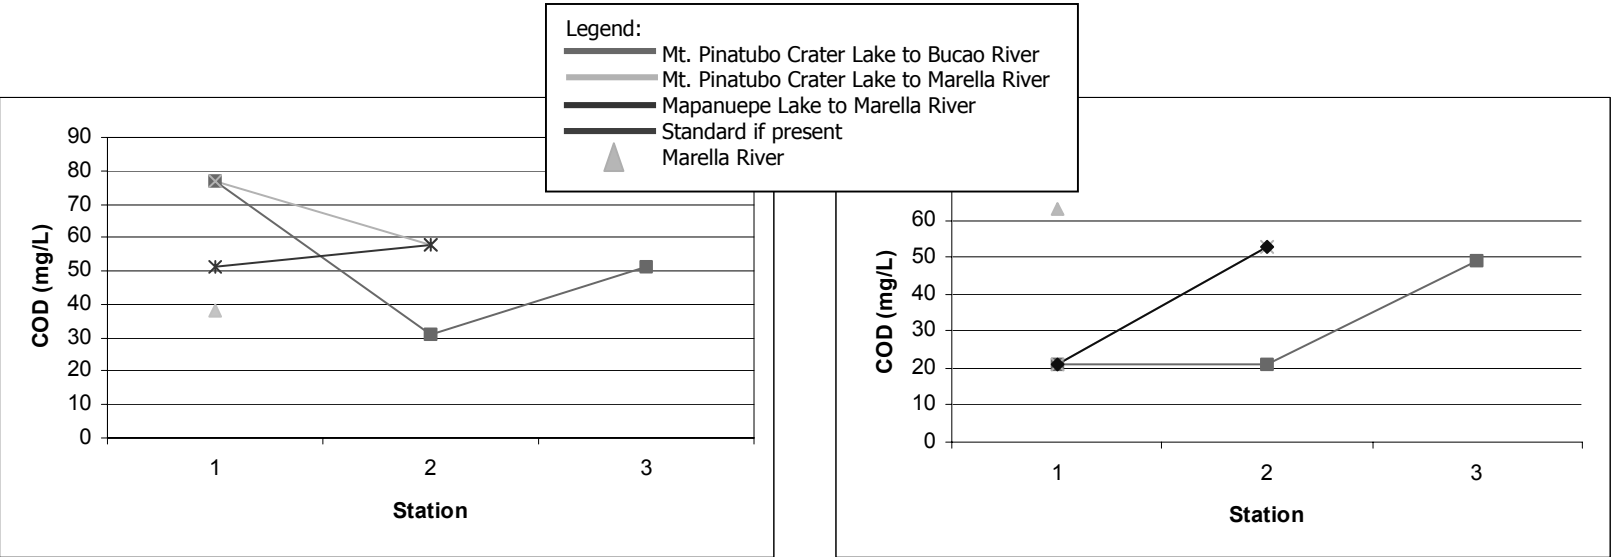 Legend:
Mt. Pinatubo Crater Lake to Bucao River
Mt. Pinatubo Crater Lake to Marella River
Mapanuepe Lake to Marella River
Standard if present
Marella River
COD (mg/L)
90
80
70
60
50
40
30
20
10
0
1 2 3
Station
COD (mg/L)
60
50
40
30
20
10
0
1 2 3
Station